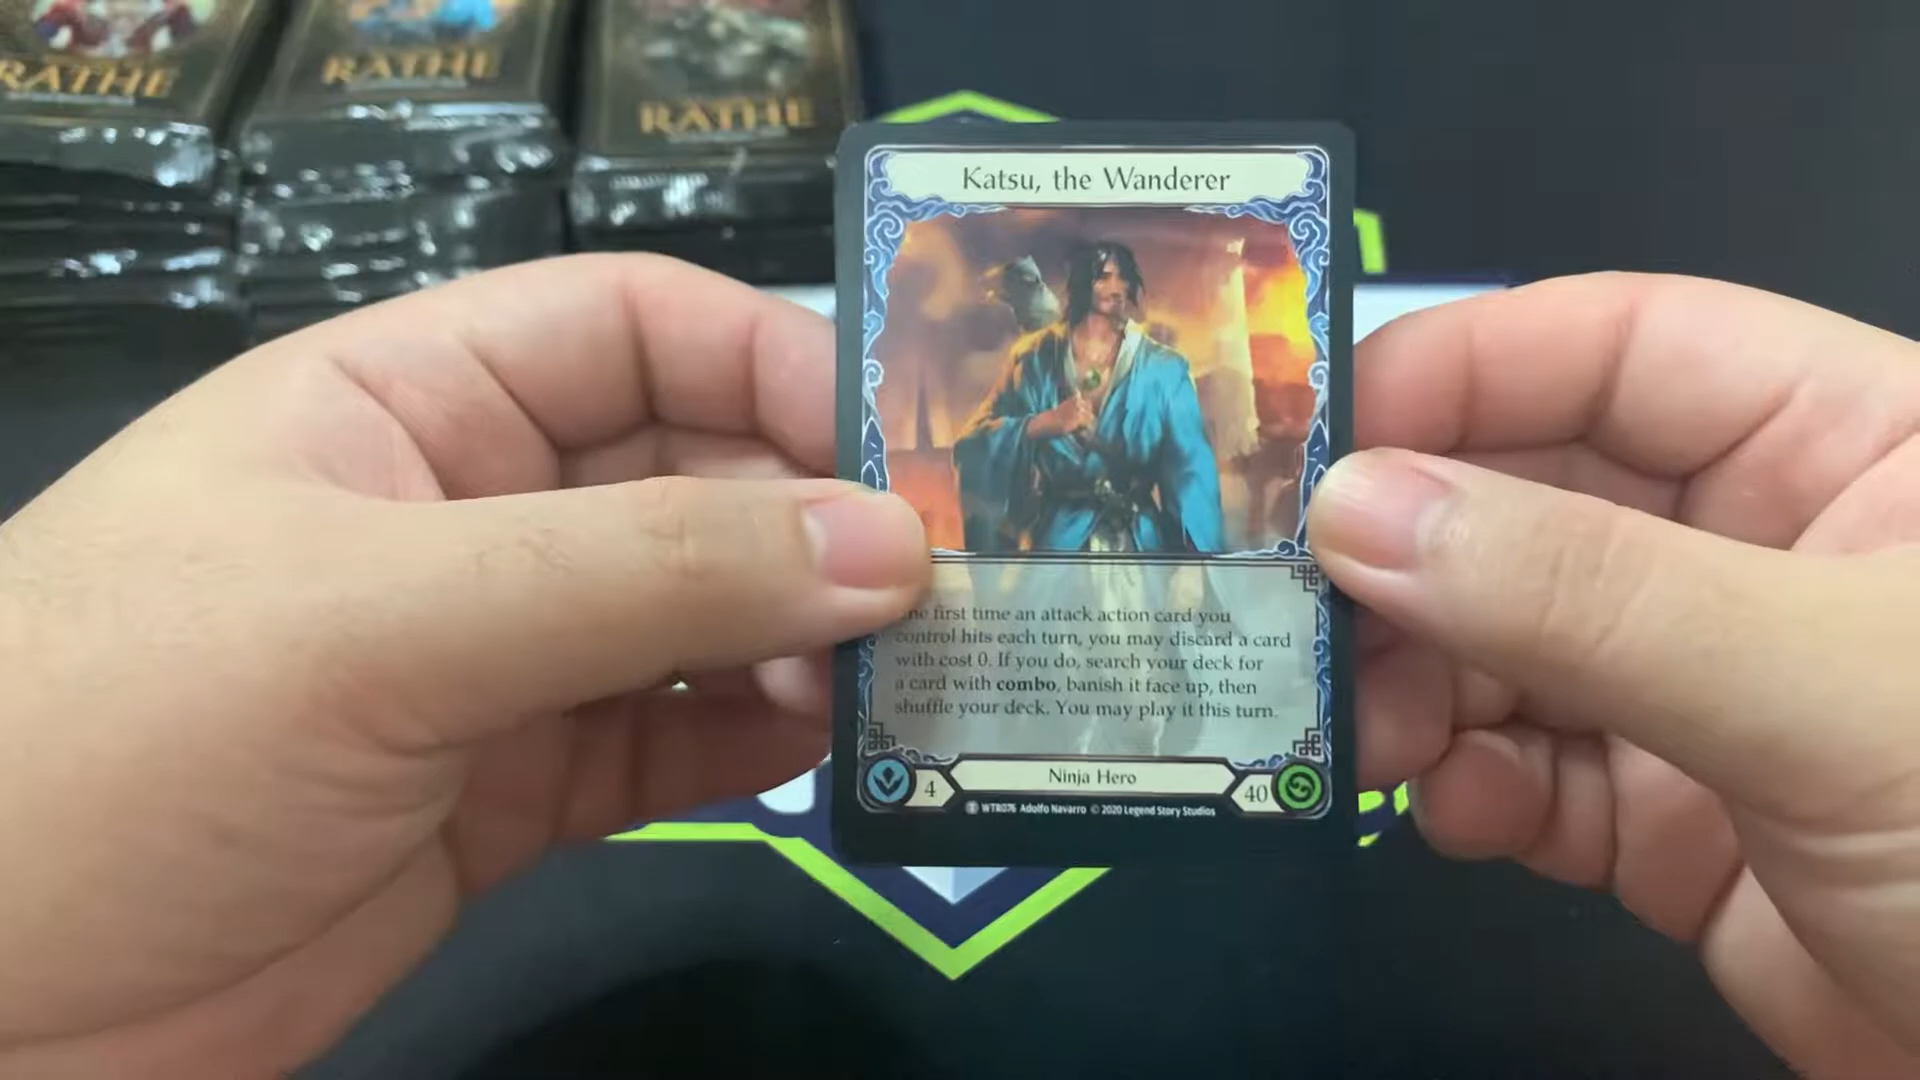 RATHE
RATHE
RATHE
Katsu, the Wanderer
first time an attack action card you
control hits each turn, you may discard a card
with cost 0. If you do, search your deck for
a card with combo, banish it face up, then
shuffle your deck. You may play it this turn.
4
Ninja Hero
40
T WTR076 Adolfo Navarro © 2020 Legend Story Studios